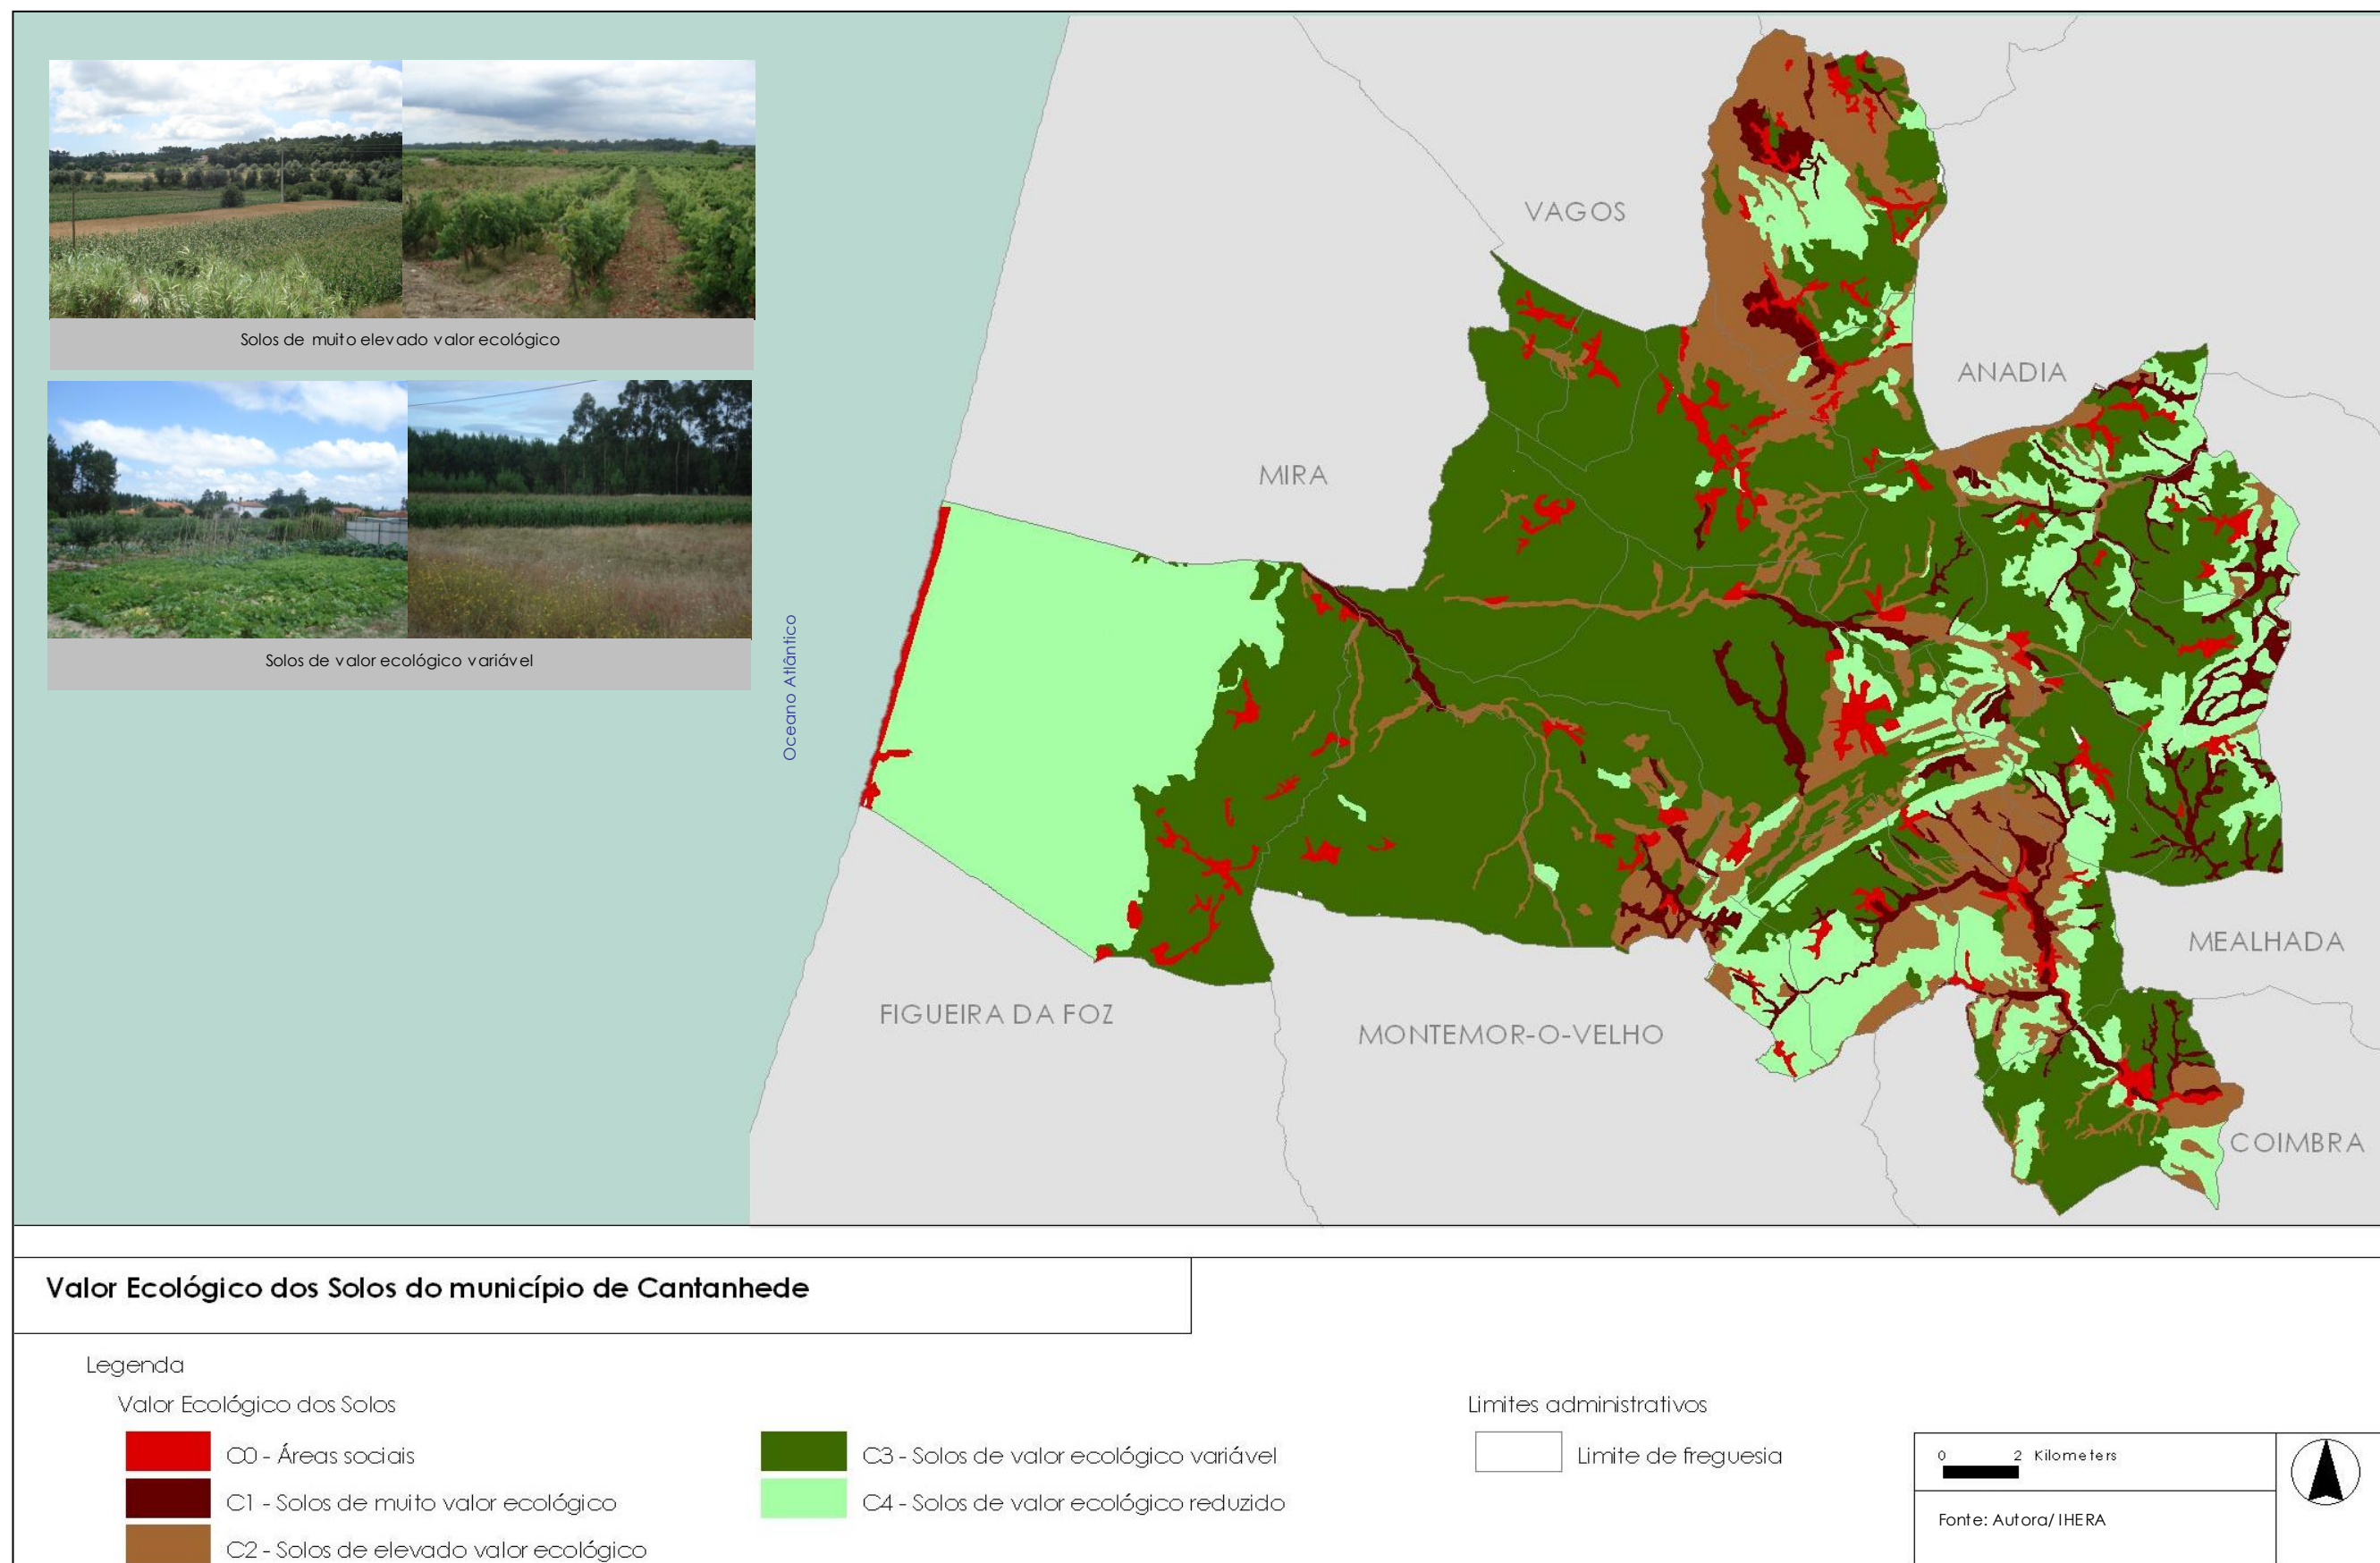 Solos de muito elevado valor ecológico
Solos de valor ecológico variável
Oceano Atlântico
VAGOS
ANADIA
MIRA
MEALHADA
FIGUEIRA DA FOZ
MONTEMOR-O-VELHO
COIMBRA
Valor Ecológico dos Solos do município de Cantanhede
Legenda
Valor Ecológico dos Solos
C0 - Áreas sociais
C1 - Solos de muito valor ecológico
C2 - Solos de elevado valor ecológico
C3 - Solos de valor ecológico variável
C4 - Solos de valor ecológico reduzido
Limites administrativos
Limite de freguesia
0 2 Kilometers
Fonte: Autora/ IHERA